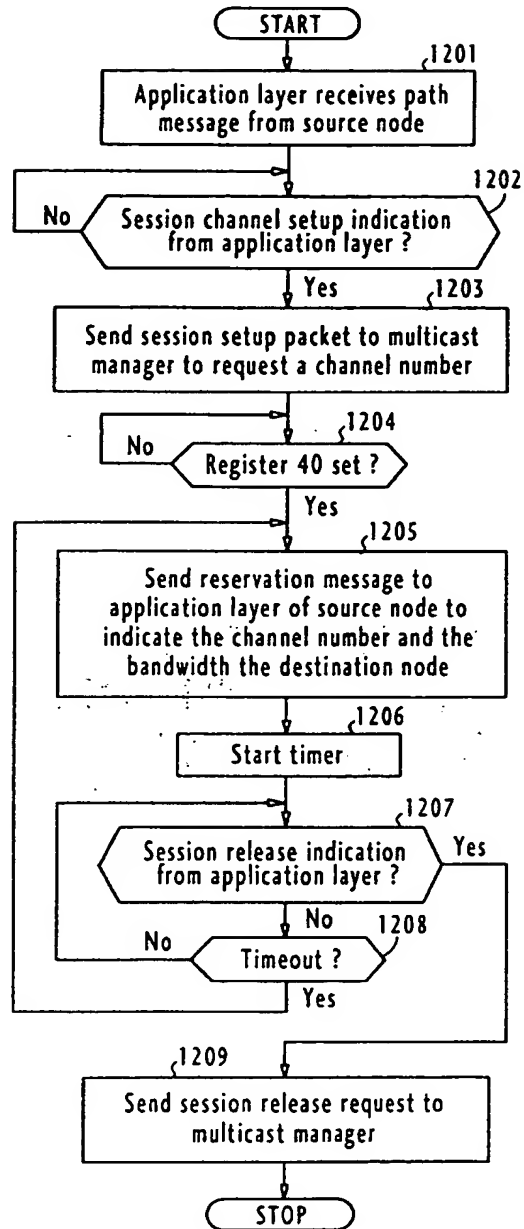 START
1201
Application layer receives path
message from source node
1202
No
Session channel setup indication
from application layer ?
Yes
1203
Send session setup packet to multicast
manager to request a channel number
1204
No
Register 40 set ?
Yes
1205
Send reservation message to
application layer of source node to
indicate the channel number and the
bandwidth the destination node
1206
Start timer
1207
Session release indication
from application layer ?
Yes
No
1208
No
Timeout ?
Yes
1209
Send session release request to
multicast manager
STOP